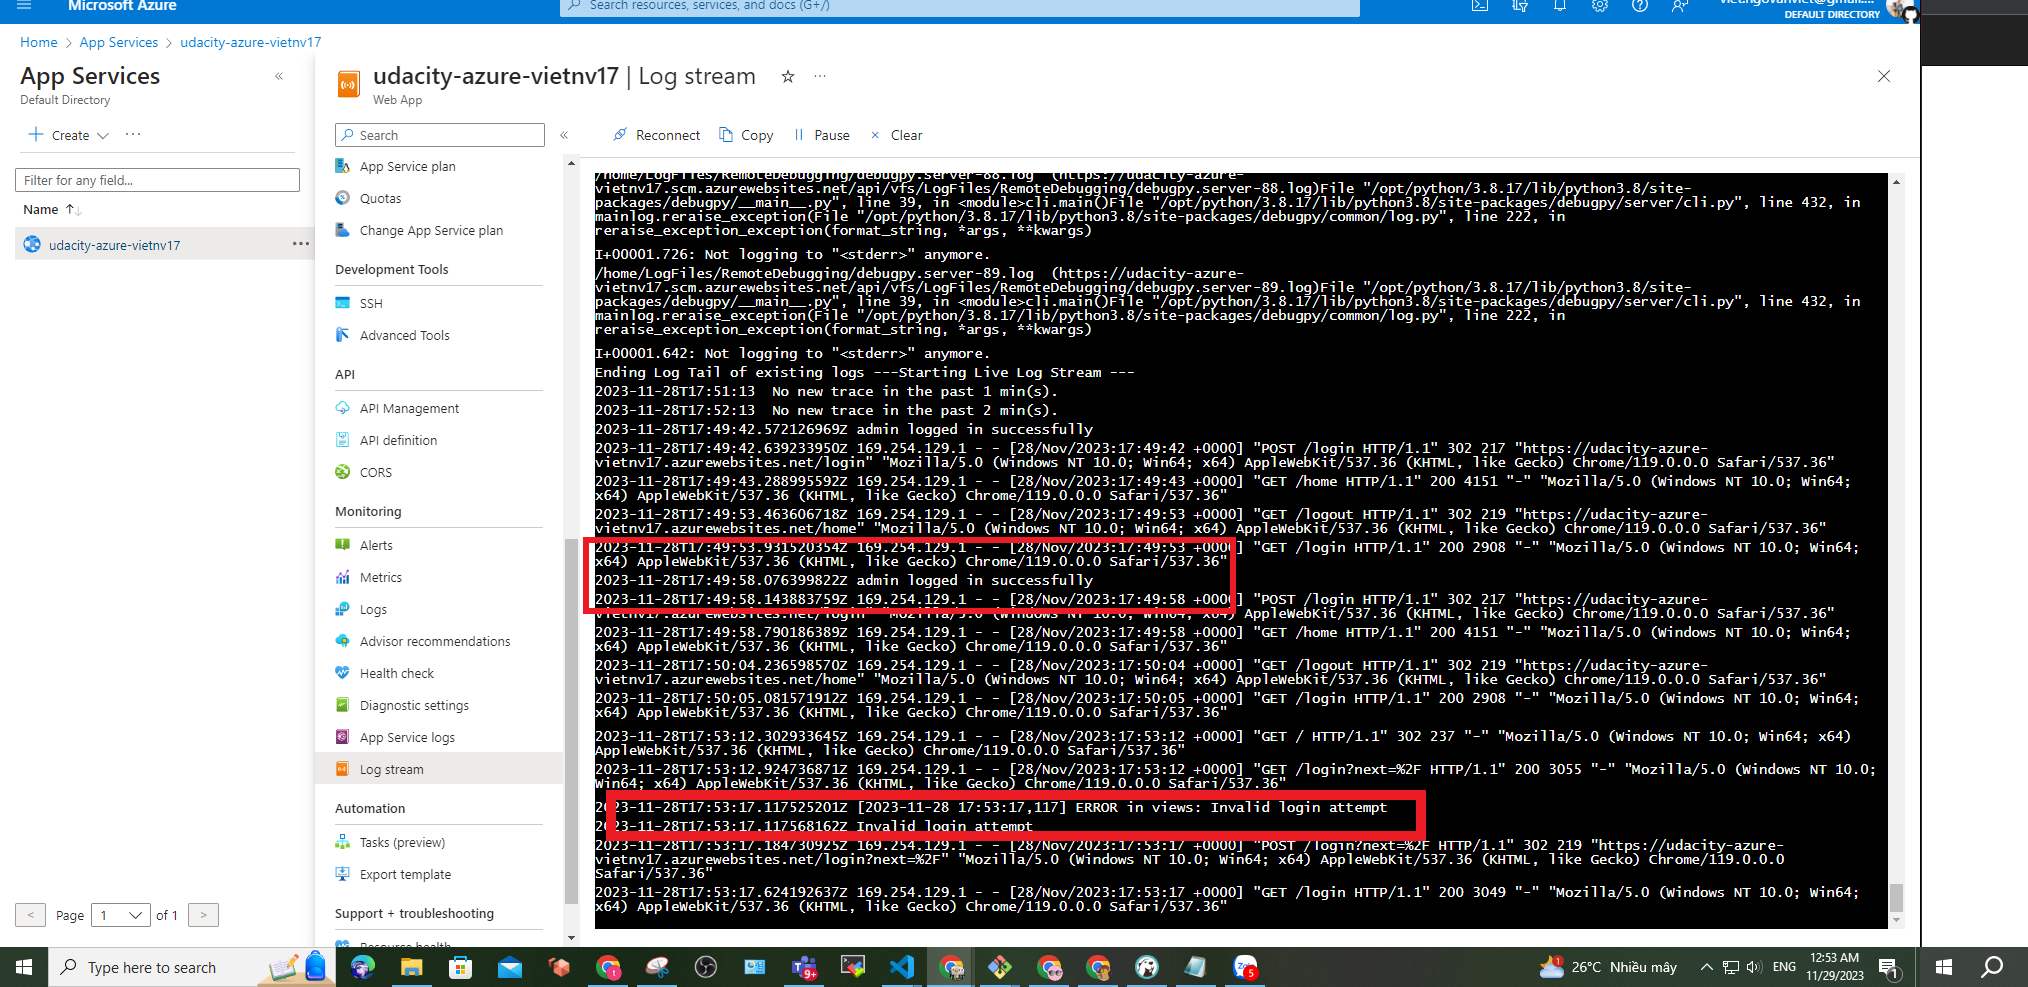 Microsoft Azure
Search resources, services, and docs (G+/)
DEFAULT DIRECTORY
Home > App Services > udacity-azure-vietnv17
App Services
Default Directory
Create
Filter for any field...
Name
udacity-azure-vietnv17
< Page 1 of 1 >
udacity-azure-vietnv17 | Log stream
Web App
Search
App Service plan
Quotas
Change App Service plan
Development Tools
SSH
Advanced Tools
API
API Management
API definition
CORS
Monitoring
Alerts
Metrics
Logs
Advisor recommendations
Health check
Diagnostic settings
App Service logs
Log stream
Automation
Tasks (preview)
Export template
Support + troubleshooting
Resource health
Reconnect Copy Pause Clear
/home/LogFiles/RemoteDebugging/debugpy.server-88.log (https://udacity-azure-
vietnv17.scm.azurewebsites.net/api/vfs/LogFiles/RemoteDebugging/debugpy.server-88.log)File "/opt/python/3.8.17/lib/python3.8/site-
packages/debugpy/__main__.py", line 39, in <module>cli.main()File "/opt/python/3.8.17/lib/python3.8/site-packages/debugpy/server/cli.py", line 432, in
mainlog.reraise_exception(File "/opt/python/3.8.17/lib/python3.8/site-packages/debugpy/common/log.py", line 222, in
reraise_exception_exception(format_string, *args, **kwargs)
I+00001.726: Not logging to "<stderr>" anymore.
/home/LogFiles/RemoteDebugging/debugpy.server-89.log (https://udacity-azure-
vietnv17.scm.azurewebsites.net/api/vfs/LogFiles/RemoteDebugging/debugpy.server-89.log)File "/opt/python/3.8.17/lib/python3.8/site-
packages/debugpy/__main__.py", line 39, in <module>cli.main()File "/opt/python/3.8.17/lib/python3.8/site-packages/debugpy/server/cli.py", line 432, in
mainlog.reraise_exception(File "/opt/python/3.8.17/lib/python3.8/site-packages/debugpy/common/log.py", line 222, in
reraise_exception_exception(format_string, *args, **kwargs)
I+00001.642: Not logging to "<stderr>" anymore.
Ending Log Tail of existing logs ---Starting Live Log Stream ---
2023-11-28T17:51:13 No new trace in the past 1 min(s).
2023-11-28T17:52:13 No new trace in the past 2 min(s).
2023-11-28T17:49:42.572126969Z admin logged in successfully
2023-11-28T17:49:42.639233950Z 169.254.129.1 - - [28/Nov/2023:17:49:42 +0000] "POST /login HTTP/1.1" 302 217 "https://udacity-azure-
vietnv17.azurewebsites.net/login" "Mozilla/5.0 (Windows NT 10.0; Win64; x64) AppleWebKit/537.36 (KHTML, like Gecko) Chrome/119.0.0.0 Safari/537.36"
2023-11-28T17:49:43.288995592Z 169.254.129.1 - - [28/Nov/2023:17:49:43 +0000] "GET /home HTTP/1.1" 200 4151 "-" "Mozilla/5.0 (Windows NT 10.0; Win64;
x64) AppleWebKit/537.36 (KHTML, like Gecko) Chrome/119.0.0.0 Safari/537.36"
2023-11-28T17:49:53.463606718Z 169.254.129.1 - - [28/Nov/2023:17:49:53 +0000] "GET /logout HTTP/1.1" 302 219 "https://udacity-azure-
vietnv17.azurewebsites.net/home" "Mozilla/5.0 (Windows NT 10.0; Win64; x64) AppleWebKit/537.36 (KHTML, like Gecko) Chrome/119.0.0.0 Safari/537.36"
2023-11-28T17:49:53.931520354Z 169.254.129.1 - - [28/Nov/2023:17:49:53 +0000] "GET /login HTTP/1.1" 200 2908 "-" "Mozilla/5.0 (Windows NT 10.0; Win64;
x64) AppleWebKit/537.36 (KHTML, like Gecko) Chrome/119.0.0.0 Safari/537.36"
2023-11-28T17:49:58.076399822Z admin logged in successfully
2023-11-28T17:49:58.143883759Z 169.254.129.1 - - [28/Nov/2023:17:49:58 +0000] "POST /login HTTP/1.1" 302 217 "https://udacity-azure-
vietnv17.azurewebsites.net/login" "Mozilla/5.0 (Windows NT 10.0; Win64; x64) AppleWebKit/537.36 (KHTML, like Gecko) Chrome/119.0.0.0 Safari/537.36"
2023-11-28T17:49:58.790186389Z 169.254.129.1 - - [28/Nov/2023:17:49:58 +0000] "GET /home HTTP/1.1" 200 4151 "-" "Mozilla/5.0 (Windows NT 10.0; Win64;
x64) AppleWebKit/537.36 (KHTML, like Gecko) Chrome/119.0.0.0 Safari/537.36"
2023-11-28T17:50:04.236598570Z 169.254.129.1 - - [28/Nov/2023:17:50:04 +0000] "GET /logout HTTP/1.1" 302 219 "https://udacity-azure-
vietnv17.azurewebsites.net/home" "Mozilla/5.0 (Windows NT 10.0; Win64; x64) AppleWebKit/537.36 (KHTML, like Gecko) Chrome/119.0.0.0 Safari/537.36"
2023-11-28T17:50:05.081571912Z 169.254.129.1 - - [28/Nov/2023:17:50:05 +0000] "GET /login HTTP/1.1" 200 2908 "-" "Mozilla/5.0 (Windows NT 10.0; Win64;
x64) AppleWebKit/537.36 (KHTML, like Gecko) Chrome/119.0.0.0 Safari/537.36"
2023-11-28T17:53:12.302933645Z 169.254.129.1 - - [28/Nov/2023:17:53:12 +0000] "GET / HTTP/1.1" 302 237 "-" "Mozilla/5.0 (Windows NT 10.0; Win64; x64)
AppleWebKit/537.36 (KHTML, like Gecko) Chrome/119.0.0.0 Safari/537.36"
2023-11-28T17:53:12.924736871Z 169.254.129.1 - - [28/Nov/2023:17:53:12 +0000] "GET /login?next=%2F HTTP/1.1" 200 3055 "-" "Mozilla/5.0 (Windows NT 10.0;
Win64; x64) AppleWebKit/537.36 (KHTML, like Gecko) Chrome/119.0.0.0 Safari/537.36"
2023-11-28T17:53:17.117525201Z [2023-11-28 17:53:17,117] ERROR in views: Invalid login attempt
2023-11-28T17:53:17.117568162Z Invalid login attempt
2023-11-28T17:53:17.184730925Z 169.254.129.1 - - [28/Nov/2023:17:53:17 +0000] "POST /login?next=%2F HTTP/1.1" 302 219 "https://udacity-azure-
vietnv17.azurewebsites.net/login?next=%2F" "Mozilla/5.0 (Windows NT 10.0; Win64; x64) AppleWebKit/537.36 (KHTML, like Gecko) Chrome/119.0.0.0
Safari/537.36"
2023-11-28T17:53:17.624192637Z 169.254.129.1 - - [28/Nov/2023:17:53:17 +0000] "GET /login HTTP/1.1" 200 3049 "-" "Mozilla/5.0 (Windows NT 10.0; Win64;
x64) AppleWebKit/537.36 (KHTML, like Gecko) Chrome/119.0.0.0 Safari/537.36"
Type here to search
9+
5
26°C Nhiều mây
ENG
12:53 AM
11/29/2023
1